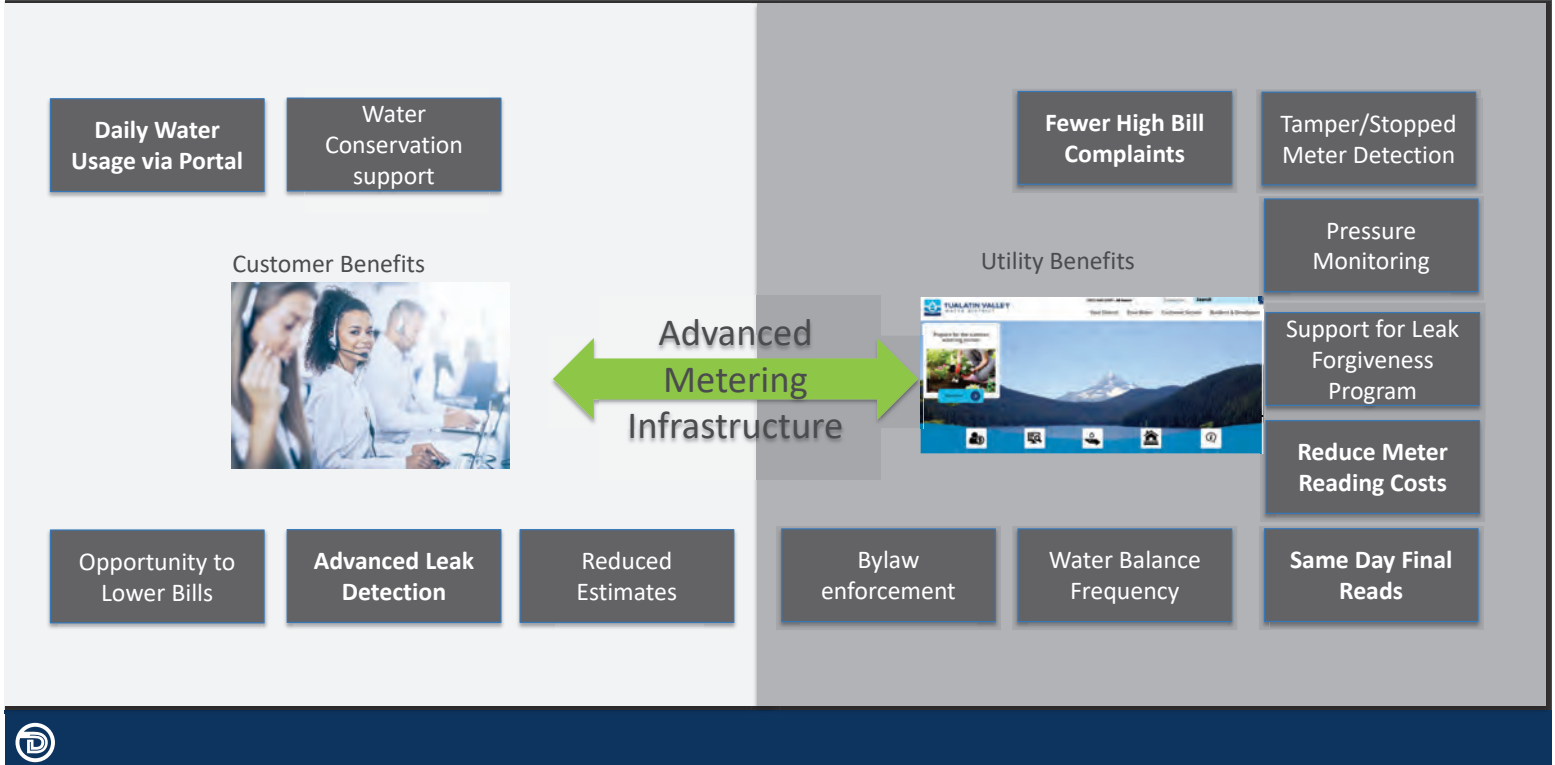 Daily Water
Usage via Portal
Water
Conservation
support
Fewer High Bill
Complaints
Tamper/Stopped
Meter Detection
Pressure
Monitoring
Customer Benefits
Utility Benefits
TUALATIN VALLEY
WATER DISTRICT
Advanced
Metering
Infrastructure
Support for Leak
Forgiveness
Program
Reduce Meter
Reading Costs
Opportunity to
Lower Bills
Advanced Leak
Detection
Reduced
Estimates
Bylaw
enforcement
Water Balance
Frequency
Same Day Final
Reads